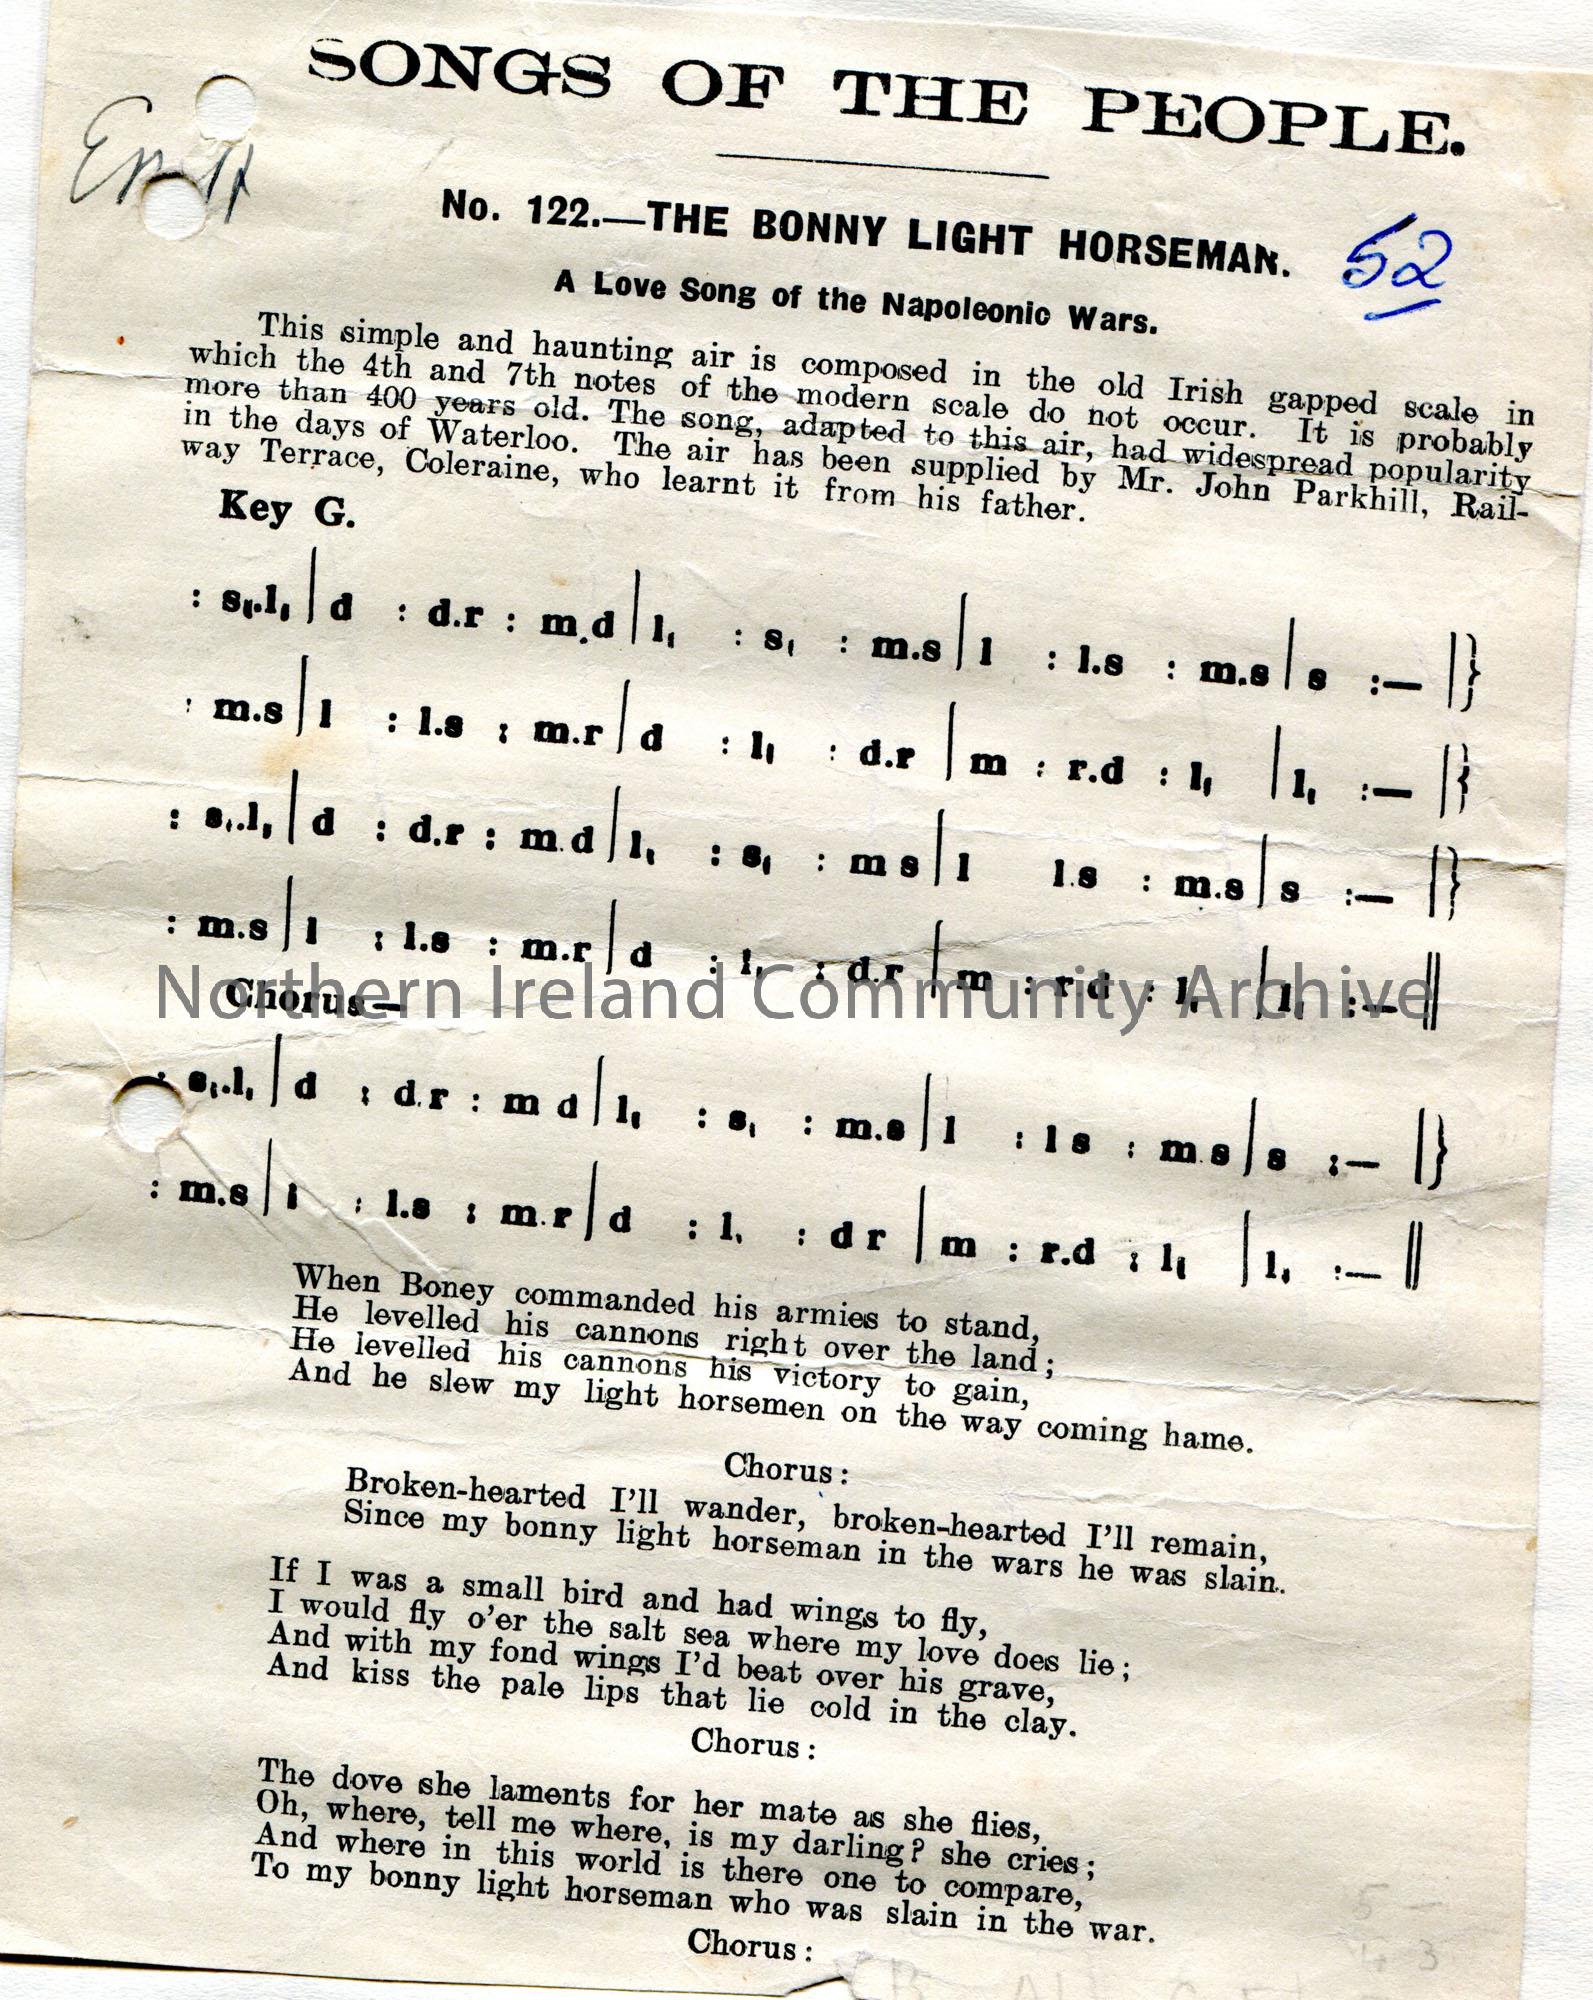 SONGS OF THE PEOPLE.
No. 122.—THE BONNY LIGHT HORSEMAN.
52
A Love Song of the Napoleonic Wars.
This simple and haunting air is composed in the old Irish gapped scale in
which the 4th and 7th notes of the modern scale do not occur. It is probably
more than 400 years old. The song, adapted to this air, had widespread popularity
in the days of Waterloo. The air has been supplied by Mr. John Parkhill, Rail-
way Terrace, Coleraine, who learnt it from his father.
Key G.
: s,.l, | d : d.r : m.d | l, : s, : m.s | l : l.s : m.s | s :— |}
: m.s | l : l.s : m.r | d : l, : d.r | m : r.d : l, | l, :— |}
: s,.l, | d : d.r : m.d | l, : s, : m s | l l.s : m.s | s :— |}
: m.s | l : l.s : m.r | d : l, : d.r | m : r.d : l, | l, :— ||
Northern Ireland Community Archive
Chorus—
: s,.l, | d : d.r : m d | l, : s, : m.s | l : l s : m.s | s :— |}
: m.s | l : l.s : m.r | d : l, : d r | m : r.d : l, | l, :— ||
When Boney commanded his armies to stand,
He levelled his cannons right over the land;
He levelled his cannons his victory to gain,
And he slew my light horsemen on the way coming hame.
Chorus:
Broken-hearted I'll wander, broken-hearted I'll remain,
Since my bonny light horseman in the wars he was slain.
If I was a small bird and had wings to fly,
I would fly o'er the salt sea where my love does lie;
And with my fond wings I'd beat over his grave,
And kiss the pale lips that lie cold in the clay.
Chorus:
The dove she laments for her mate as she flies,
Oh, where, tell me where, is my darling? she cries;
And where in this world is there one to compare,
To my bonny light horseman who was slain in the war.
Chorus: